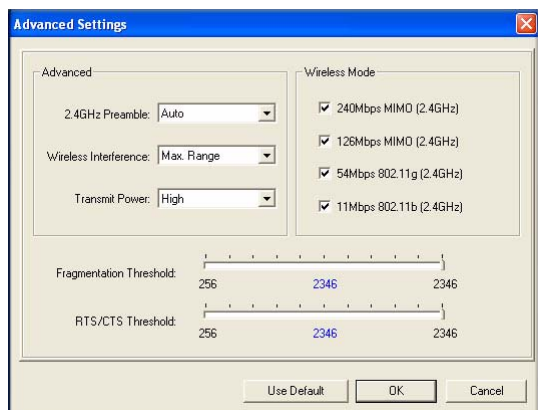 Advanced Settings
Advanced
2.4GHz Preamble: Auto
Wireless Interference: Max. Range
Transmit Power: High
Wireless Mode
240Mbps MIMO (2.4GHz)
126Mbps MIMO (2.4GHz)
54Mbps 802.11g (2.4GHz)
11Mbps 802.11b (2.4GHz)
Fragmentation Threshold:
256 2346 2346
RTS/CTS Threshold:
256 2346 2346
Use Default OK Cancel